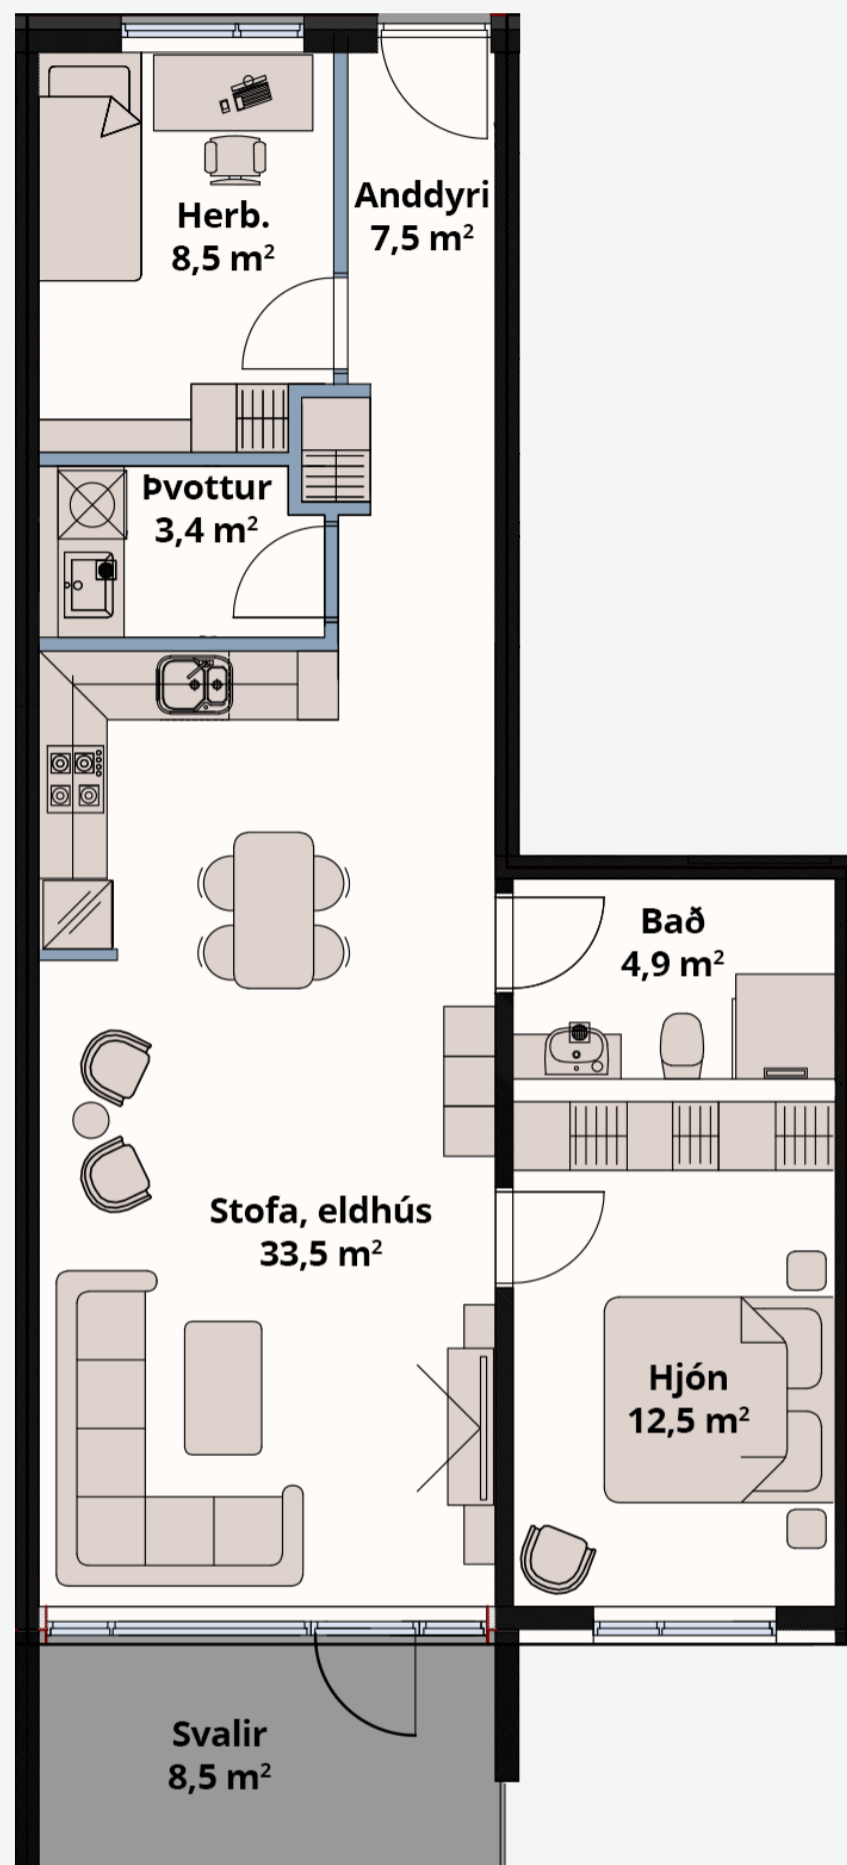 Anddyri
7,5 m²
Herb.
8,5 m²
Þvottur
3,4 m²
Bað
4,9 m²
Stofa, eldhús
33,5 m²
Hjón
12,5 m²
Svalir
8,5 m²